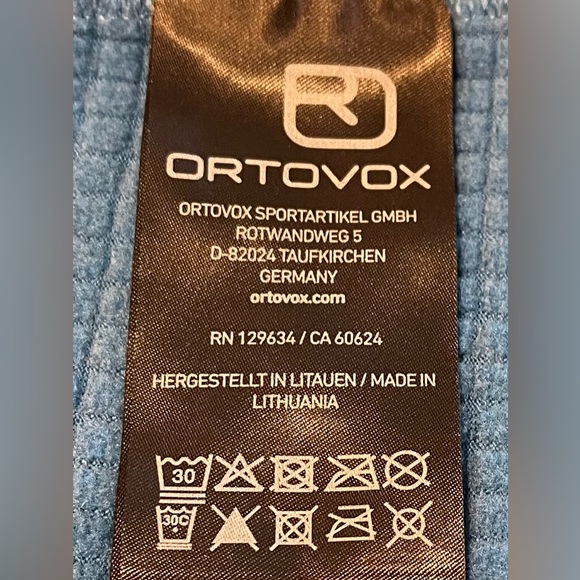 ORTOVOX
ORTOVOX SPORTARTIKEL GMBH
ROTWANDWEG 5
D-82024 TAUFKIRCHEN
GERMANY
ortovox.com
RN 129634 / CA 60624
HERGESTELLT IN LITAUEN / MADE IN
LITHUANIA
30
30C